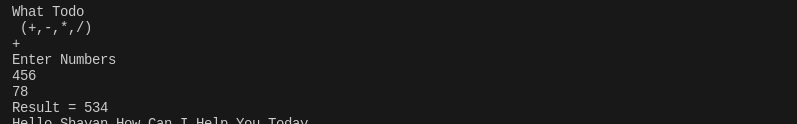 What Todo
 (+,-,*,/)
+
Enter Numbers
456
78
Result = 534
Hello Shayan How Can I Help You Today